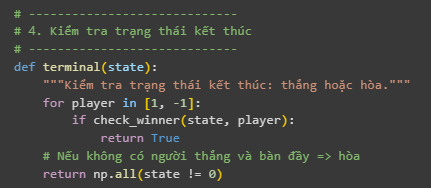 # ----------------------------
# 4. Kiểm tra trạng thái kết thúc
# ----------------------------
def terminal(state):
    """Kiểm tra trạng thái kết thúc: thắng hoặc hòa."""
    for player in [1, -1]:
        if check_winner(state, player):
            return True
    # Nếu không có người thắng và bàn đầy => hòa
    return np.all(state != 0)